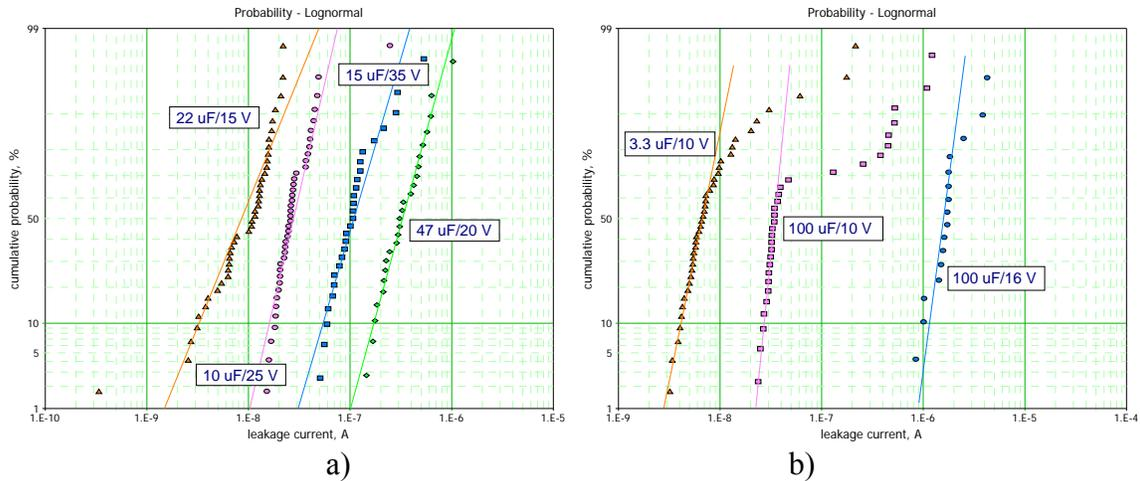 Probability - Lognormal
99
50
10
5
1
cumulative probability, %
22 uF/15 V
15 uF/35 V
47 uF/20 V
10 uF/25 V
1.E-10
1.E-9
1.E-8
1.E-7
1.E-6
1.E-5
leakage current, A
a)
Probability - Lognormal
99
50
10
5
1
cumulative probability, %
3.3 uF/10 V
100 uF/10 V
100 uF/16 V
1.E-9
1.E-8
1.E-7
1.E-6
1.E-5
1.E-4
leakage current, A
b)